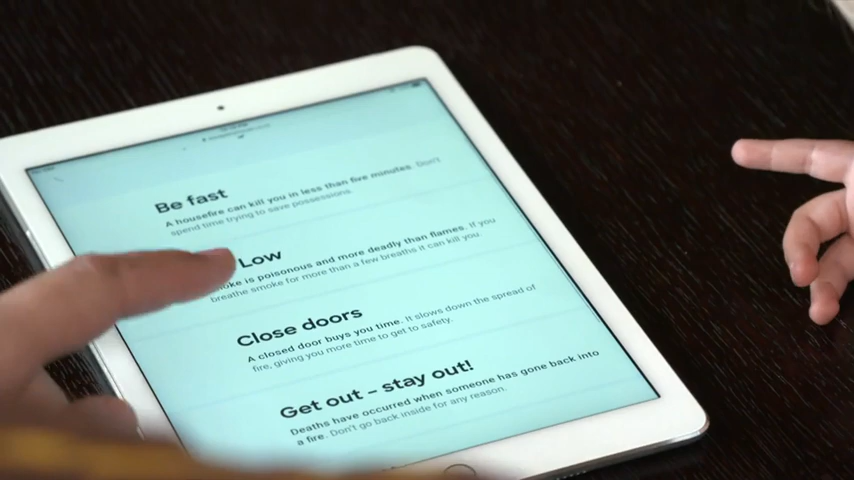 Be fast
A housefire can kill you in less than five minutes. Don't
spend time trying to save possessions.
Low
is poisonous and more deadly than flames. If you
breathe smoke for more than a few breaths it can kill you.
Close doors
A closed door buys you time. It slows down the spread of
fire, giving you more time to get to safety.
Get out – stay out!
Deaths have occurred when someone has gone back into
a fire. Don't go back inside for any reason.